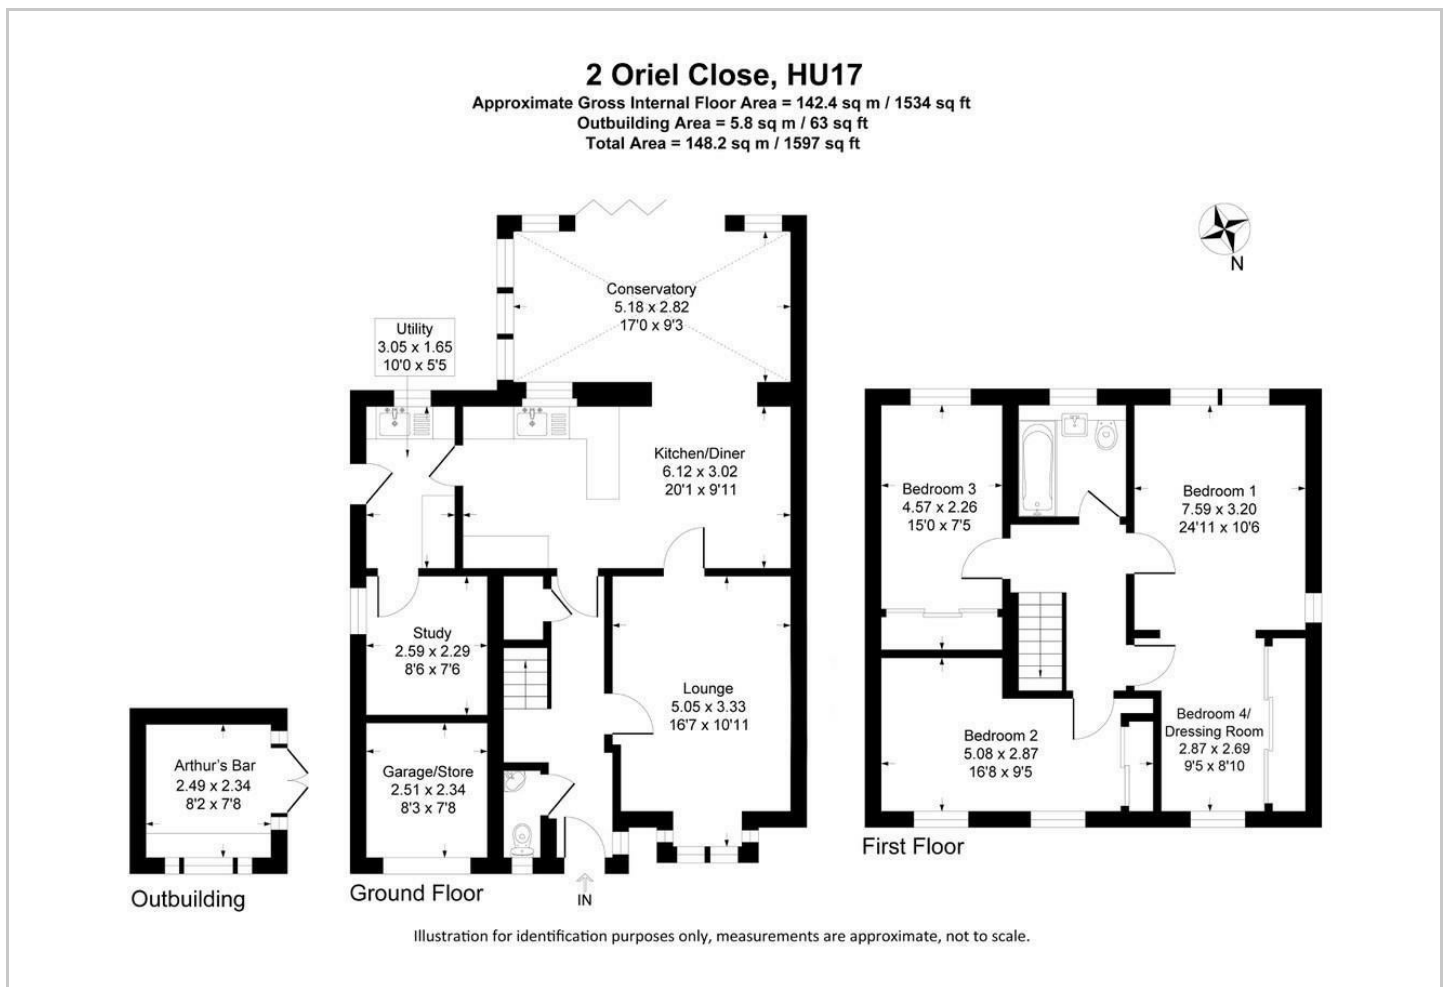 2 Oriel Close, HU17
Approximate Gross Internal Floor Area = 142.4 sq m / 1534 sq ft
Outbuilding Area = 5.8 sq m / 63 sq ft
Total Area = 148.2 sq m / 1597 sq ft
N
Conservatory
5.18 x 2.82
17'0 x 9'3
Utility
3.05 x 1.65
10'0 x 5'5
Kitchen/Diner
6.12 x 3.02
20'1 x 9'11
Study
2.59 x 2.29
8'6 x 7'6
Lounge
5.05 x 3.33
16'7 x 10'11
Garage/Store
2.51 x 2.34
8'3 x 7'8
IN
Ground Floor
Arthur's Bar
2.49 x 2.34
8'2 x 7'8
Outbuilding
Bedroom 3
4.57 x 2.26
15'0 x 7'5
Bedroom 1
7.59 x 3.20
24'11 x 10'6
Bedroom 2
5.08 x 2.87
16'8 x 9'5
Bedroom 4/
Dressing Room
2.87 x 2.69
9'5 x 8'10
First Floor
Illustration for identification purposes only, measurements are approximate, not to scale.